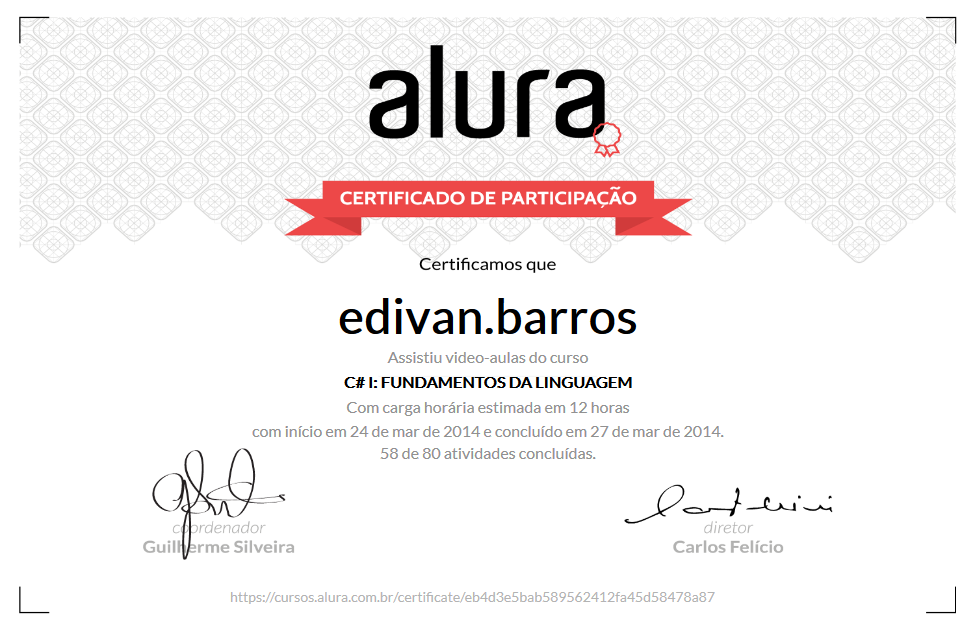 alura
CERTIFICADO DE PARTICIPAÇÃO
Certificamos que
edivan.barros
Assistiu video-aulas do curso
C# I: FUNDAMENTOS DA LINGUAGEM
Com carga horária estimada em 12 horas
com início em 24 de mar de 2014 e concluído em 27 de mar de 2014.
58 de 80 atividades concluídas.
coordenador
Guilherme Silveira
diretor
Carlos Felício
https://cursos.alura.com.br/certificate/eb4d3e5bab589562412fa45d58478a87